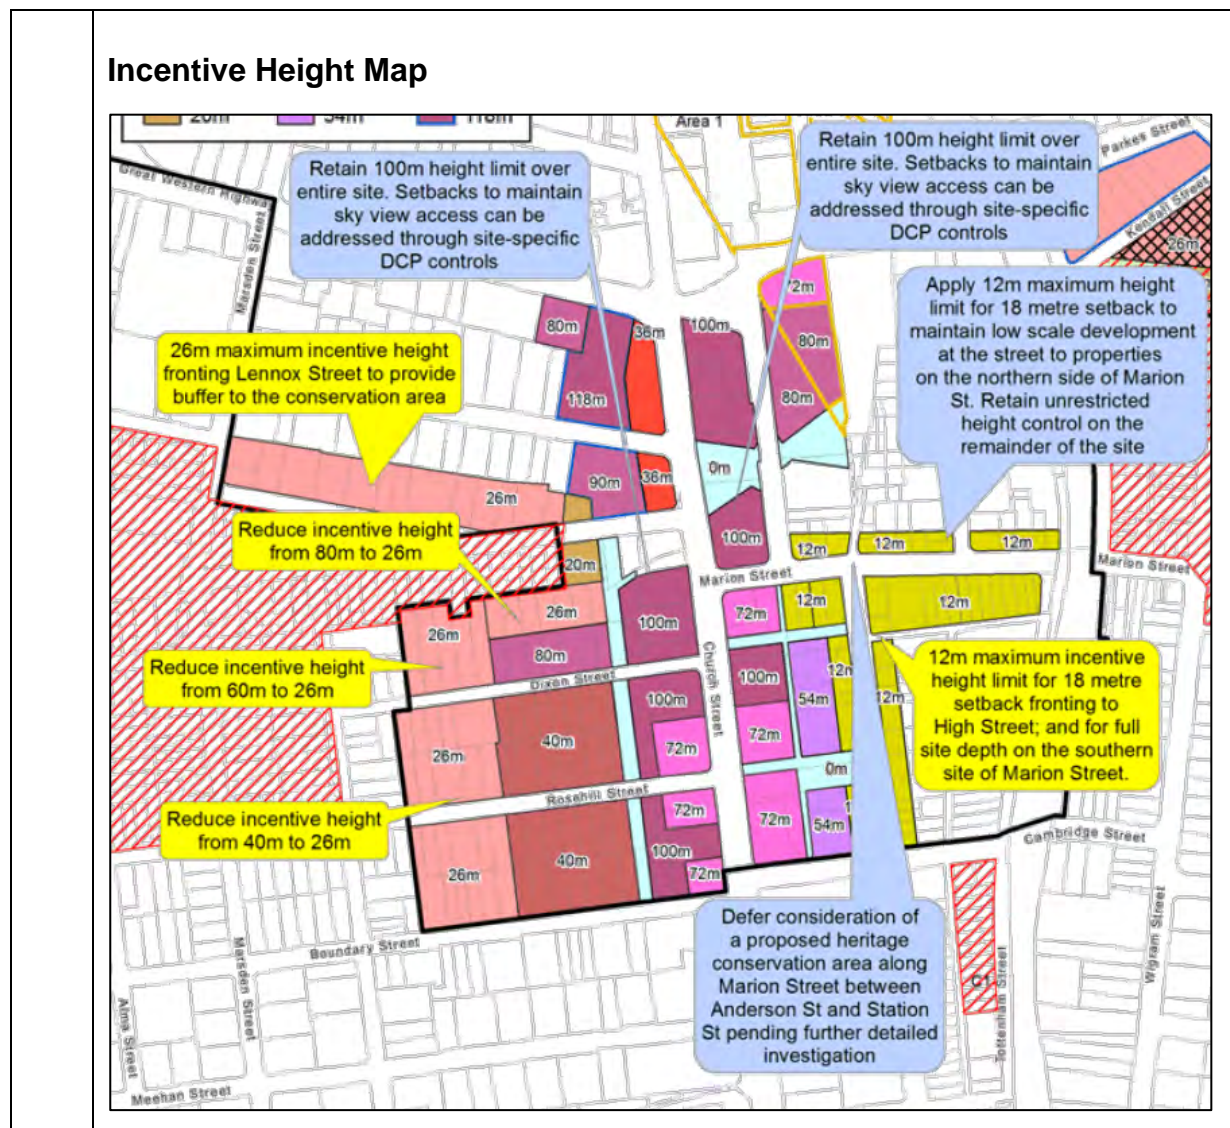 Incentive Height Map
20m
54m
118m
Area 1
Parkes Street
Kendall Street
26m
Great Western Highway
Marsden Street
Retain 100m height limit over
entire site. Setbacks to maintain
sky view access can be
addressed through site-specific
DCP controls
Retain 100m height limit over
entire site. Setbacks to maintain
sky view access can be
addressed through site-specific
DCP controls
Apply 12m maximum height
limit for 18 metre setback to
maintain low scale development
at the street to properties
on the northern side of Marion
St. Retain unrestricted
height control on the
remainder of the site
26m maximum incentive height
fronting Lennox Street to provide
buffer to the conservation area
72m
80m
36m
100m
80m
118m
80m
0m
90m
36m
26m
100m
Reduce incentive height
from 80m to 26m
12m
12m
12m
Marion Street
Marion Street
20m
26m
26m
100m
72m
12m
12m
80m
Reduce incentive height
from 60m to 26m
Dixon Street
Church Street
12m maximum incentive
height limit for 18 metre
setback fronting to
High Street; and for full
site depth on the southern
site of Marion Street.
100m
100m
54m
12m
12m
26m
40m
72m
72m
0m
Rosehill Street
Reduce incentive height
from 40m to 26m
72m
72m
54m
26m
40m
100m
72m
Cambridge Street
Defer consideration of
a proposed heritage
conservation area along
Marion Street between
Anderson St and Station
St pending further detailed
investigation
Boundary Street
Marsden Street
Alma Street
Meehan Street
C1
Tottenham Street
Wigram Street